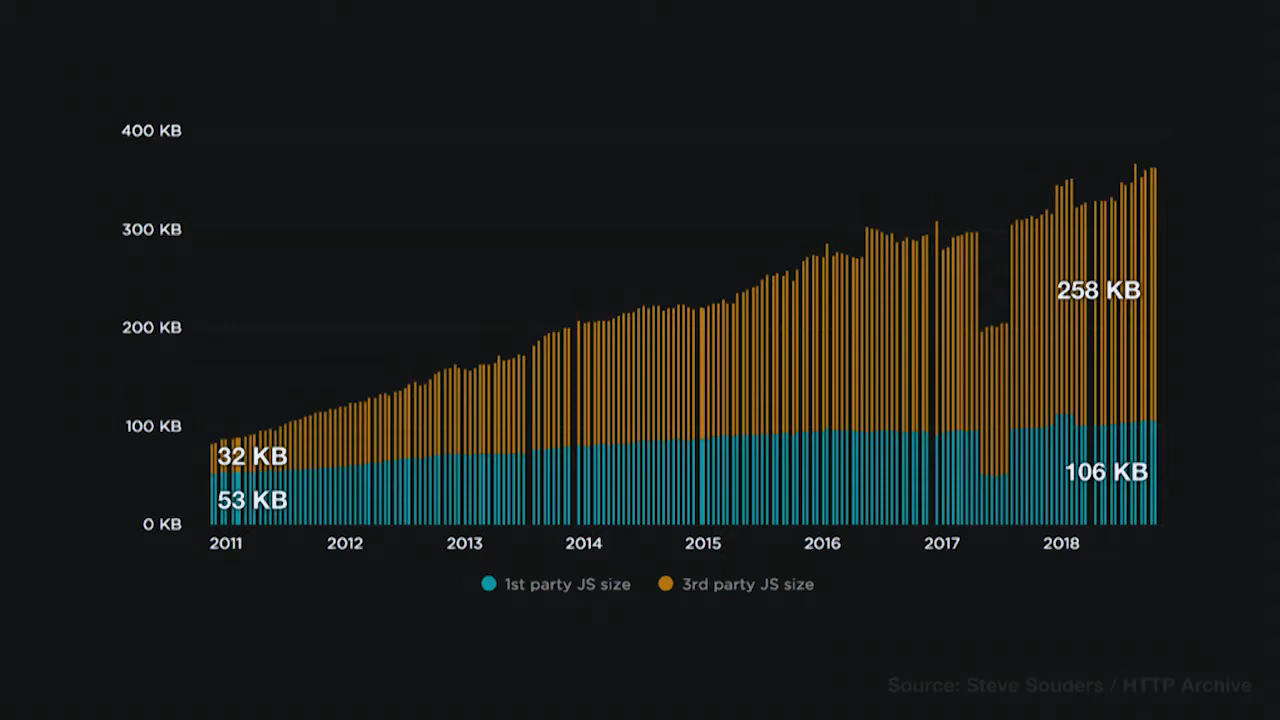 400 KB
300 KB
200 KB
100 KB
0 KB
258 KB
32 KB
106 KB
53 KB
2011 2012 2013 2014 2015 2016 2017 2018
1st party JS size 3rd party JS size
Source: Steve Souders / HTTP Archive